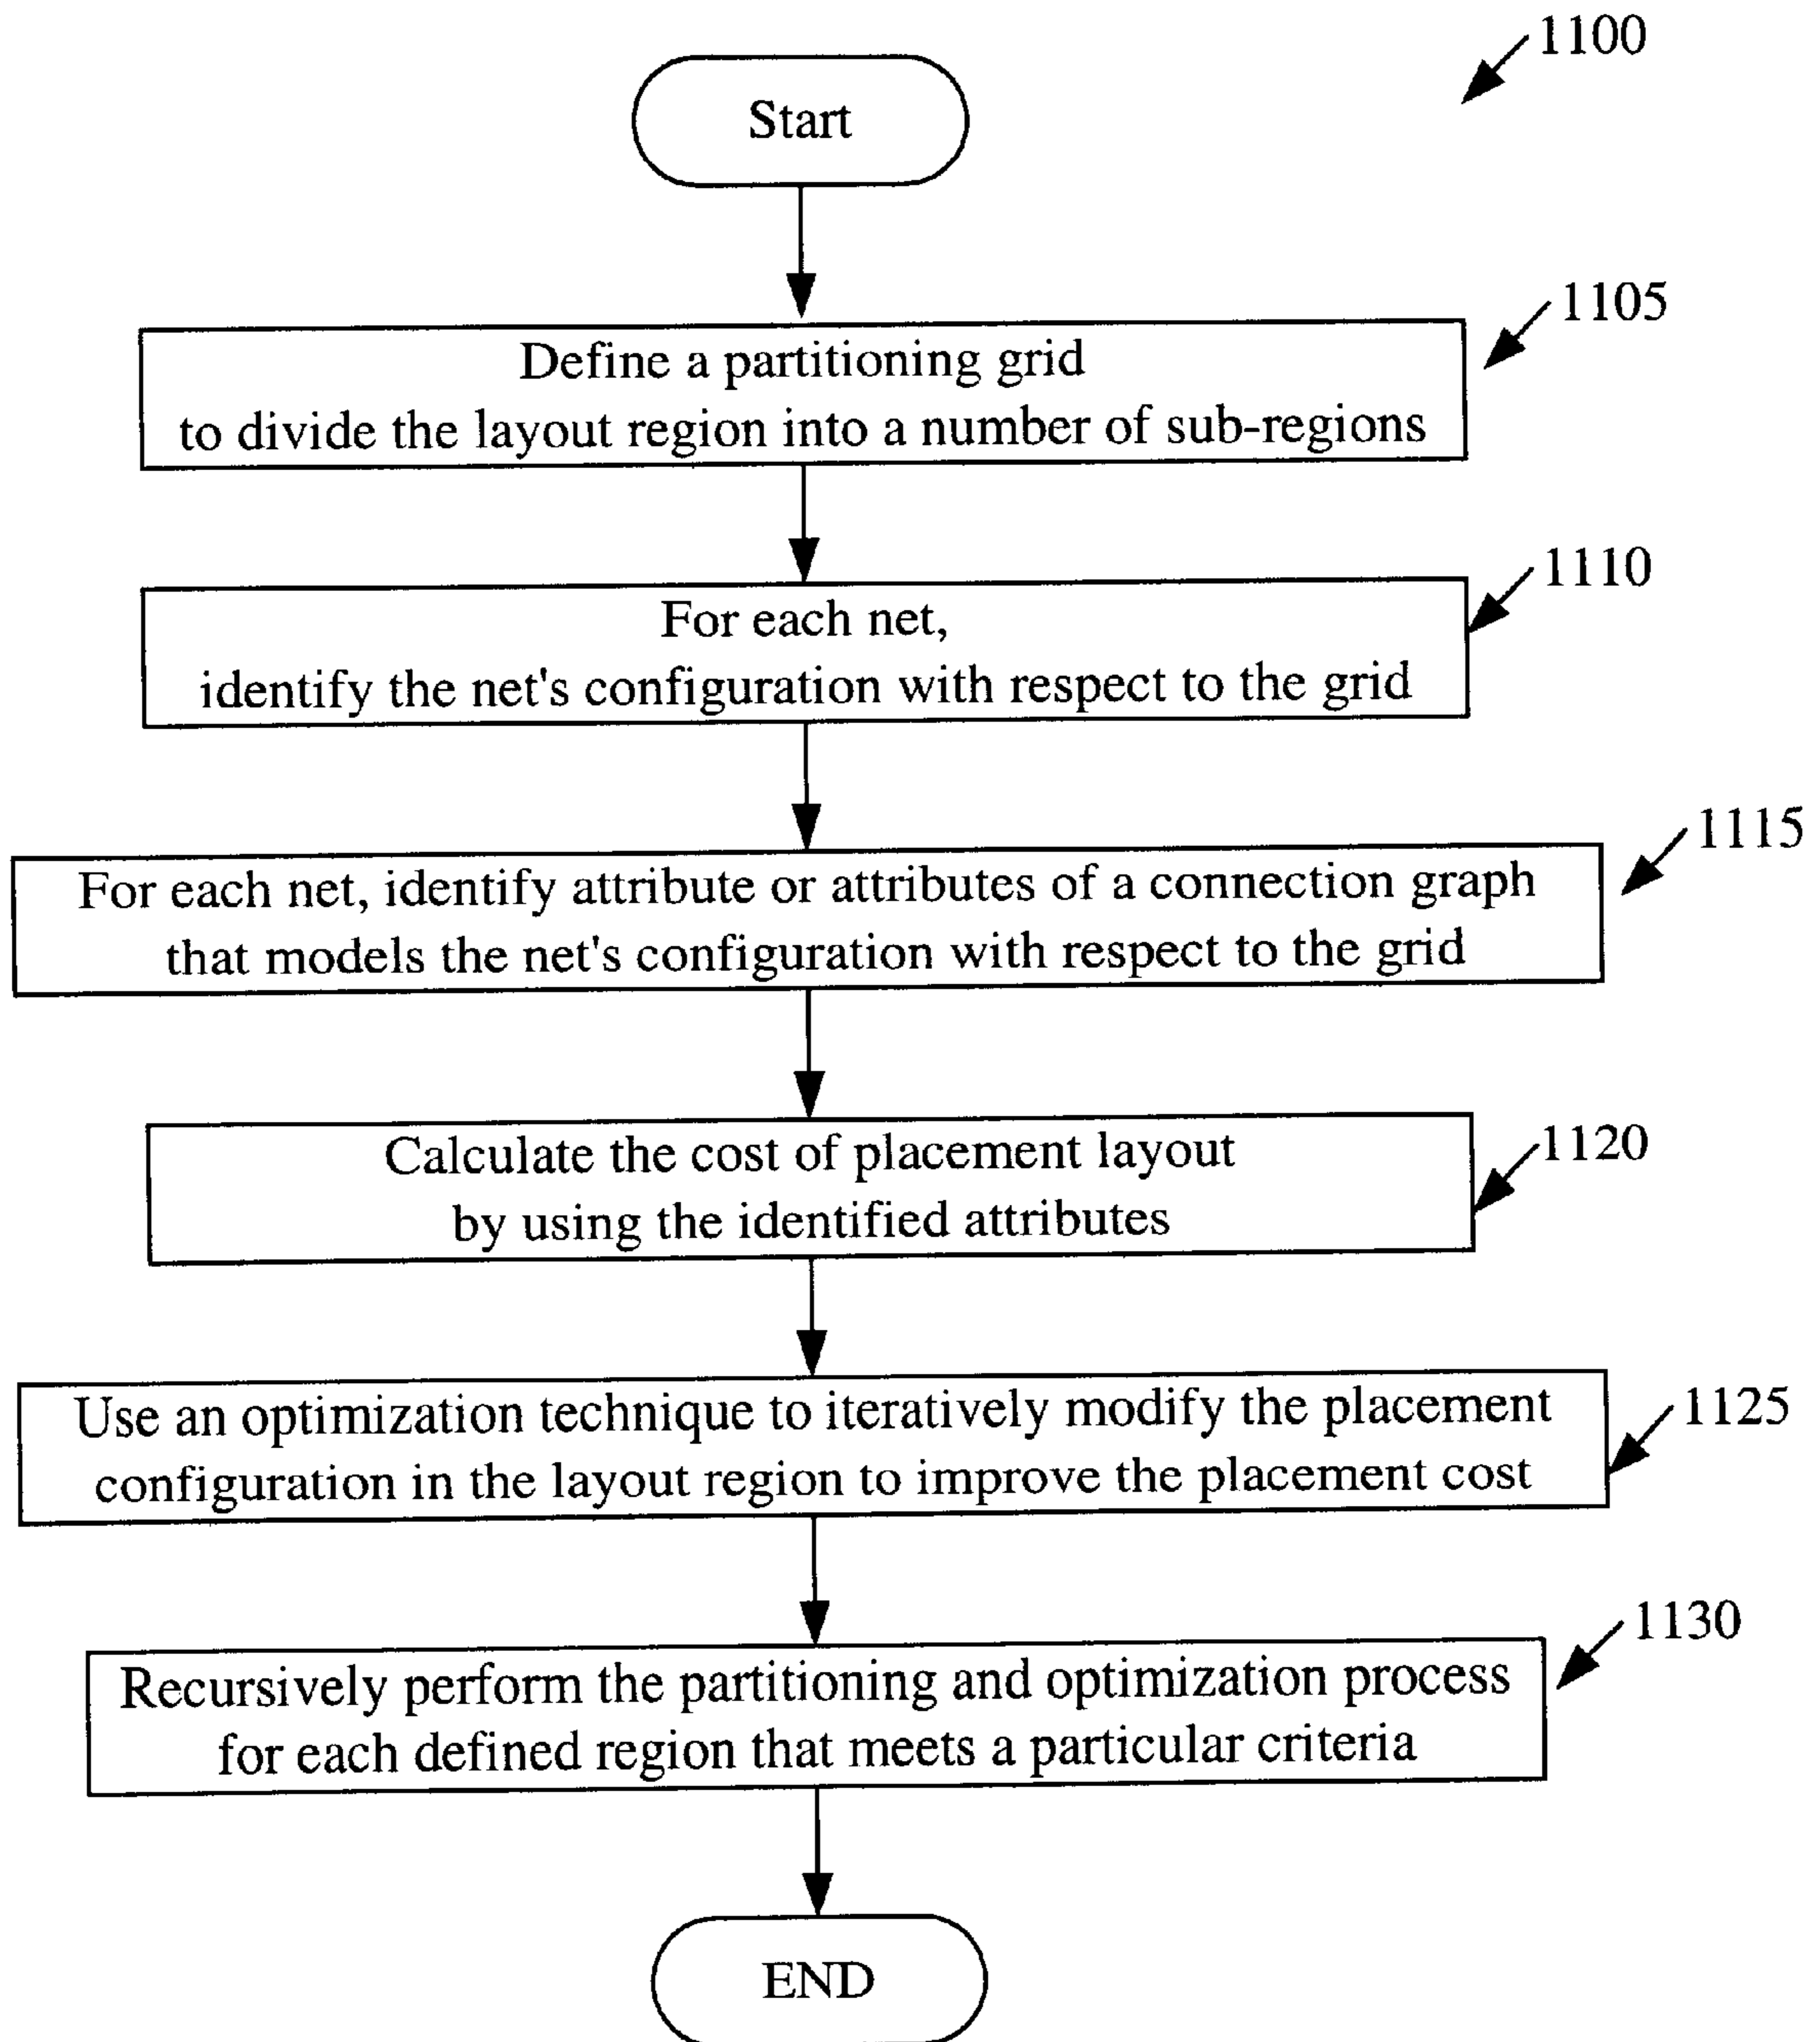 1100
Start
1105
Define a partitioning grid
to divide the layout region into a number of sub-regions
1110
For each net,
identify the net's configuration with respect to the grid
1115
For each net, identify attribute or attributes of a connection graph
that models the net's configuration with respect to the grid
1120
Calculate the cost of placement layout
by using the identified attributes
1125
Use an optimization technique to iteratively modify the placement
configuration in the layout region to improve the placement cost
1130
Recursively perform the partitioning and optimization process
for each defined region that meets a particular criteria
END